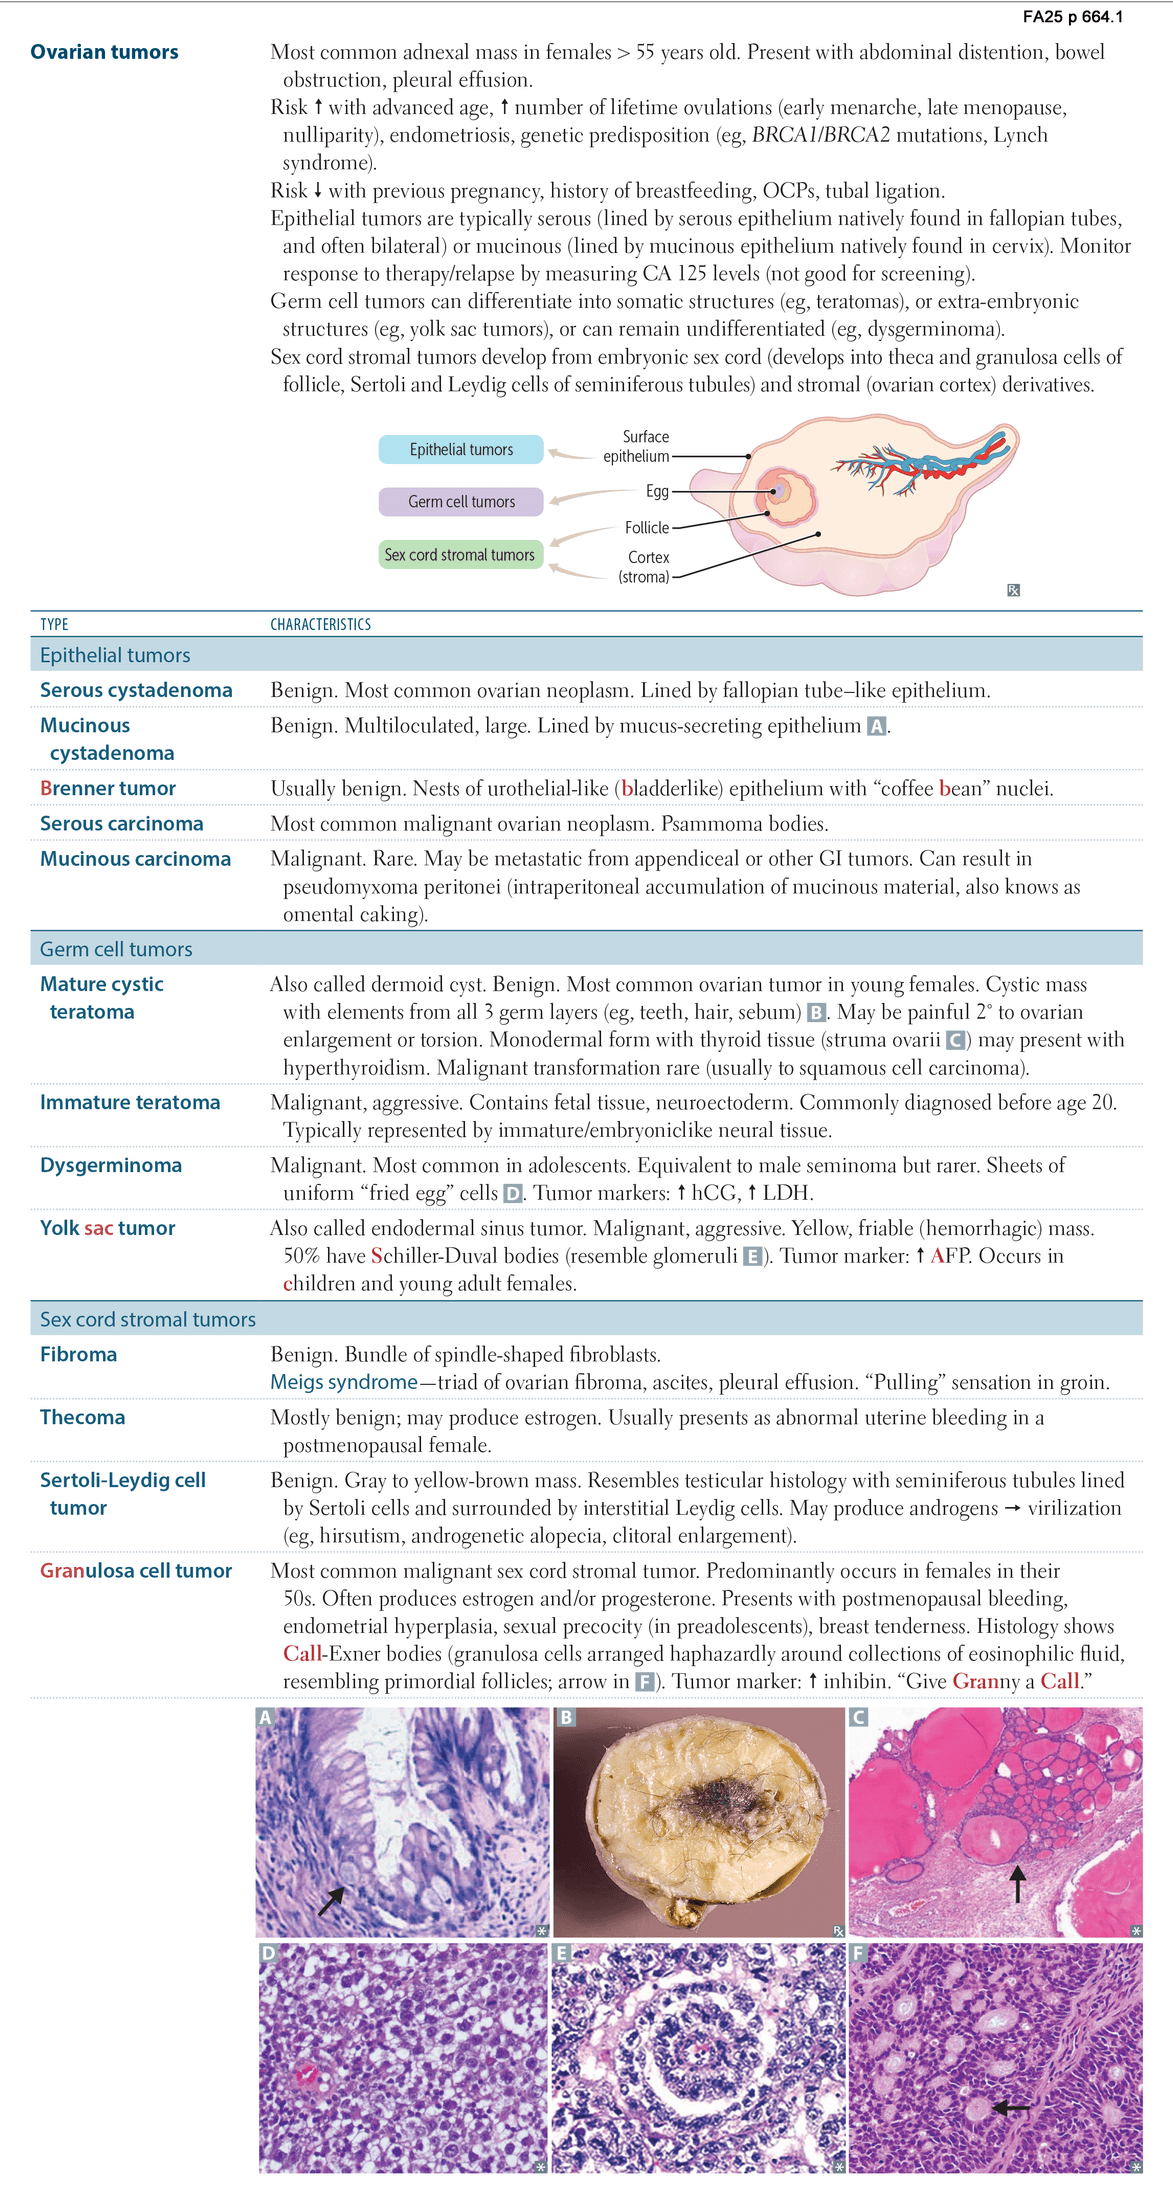 FA25 p 664.1
Ovarian tumors
Most common adnexal mass in females > 55 years old. Present with abdominal distention, bowel
obstruction, pleural effusion.
Risk ↑ with advanced age, ↑ number of lifetime ovulations (early menarche, late menopause,
nulliparity), endometriosis, genetic predisposition (eg, BRCA1/BRCA2 mutations, Lynch
syndrome).
Risk ↓ with previous pregnancy, history of breastfeeding, OCPs, tubal ligation.
Epithelial tumors are typically serous (lined by serous epithelium natively found in fallopian tubes,
and often bilateral) or mucinous (lined by mucinous epithelium natively found in cervix). Monitor
response to therapy/relapse by measuring CA 125 levels (not good for screening).
Germ cell tumors can differentiate into somatic structures (eg, teratomas), or extra-embryonic
structures (eg, yolk sac tumors), or can remain undifferentiated (eg, dysgerminoma).
Sex cord stromal tumors develop from embryonic sex cord (develops into theca and granulosa cells of
follicle, Sertoli and Leydig cells of seminiferous tubules) and stromal (ovarian cortex) derivatives.
Epithelial tumors
Surface
epithelium
Germ cell tumors
Egg
Follicle
Sex cord stromal tumors
Cortex
(stroma)
Rx
TYPE CHARACTERISTICS
Epithelial tumors
Serous cystadenoma Benign. Most common ovarian neoplasm. Lined by fallopian tube–like epithelium.
Mucinous Benign. Multiloculated, large. Lined by mucus-secreting epithelium A.
cystadenoma
Brenner tumor Usually benign. Nests of urothelial-like (bladderlike) epithelium with “coffee bean” nuclei.
Serous carcinoma Most common malignant ovarian neoplasm. Psammoma bodies.
Mucinous carcinoma Malignant. Rare. May be metastatic from appendiceal or other GI tumors. Can result in
pseudomyxoma peritonei (intraperitoneal accumulation of mucinous material, also knows as
omental caking).
Germ cell tumors
Mature cystic Also called dermoid cyst. Benign. Most common ovarian tumor in young females. Cystic mass
teratoma with elements from all 3 germ layers (eg, teeth, hair, sebum) B. May be painful 2° to ovarian
enlargement or torsion. Monodermal form with thyroid tissue (struma ovarii C) may present with
hyperthyroidism. Malignant transformation rare (usually to squamous cell carcinoma).
Immature teratoma Malignant, aggressive. Contains fetal tissue, neuroectoderm. Commonly diagnosed before age 20.
Typically represented by immature/embryoniclike neural tissue.
Dysgerminoma Malignant. Most common in adolescents. Equivalent to male seminoma but rarer. Sheets of
uniform “fried egg” cells D. Tumor markers: ↑ hCG, ↑ LDH.
Yolk sac tumor Also called endodermal sinus tumor. Malignant, aggressive. Yellow, friable (hemorrhagic) mass.
50% have Schiller-Duval bodies (resemble glomeruli E). Tumor marker: ↑ AFP. Occurs in
children and young adult females.
Sex cord stromal tumors
Fibroma Benign. Bundle of spindle-shaped fibroblasts.
Meigs syndrome—triad of ovarian fibroma, ascites, pleural effusion. “Pulling” sensation in groin.
Thecoma Mostly benign; may produce estrogen. Usually presents as abnormal uterine bleeding in a
postmenopausal female.
Sertoli-Leydig cell Benign. Gray to yellow-brown mass. Resembles testicular histology with seminiferous tubules lined
tumor by Sertoli cells and surrounded by interstitial Leydig cells. May produce androgens → virilization
(eg, hirsutism, androgenetic alopecia, clitoral enlargement).
Granulosa cell tumor Most common malignant sex cord stromal tumor. Predominantly occurs in females in their
50s. Often produces estrogen and/or progesterone. Presents with postmenopausal bleeding,
endometrial hyperplasia, sexual precocity (in preadolescents), breast tenderness. Histology shows
Call-Exner bodies (granulosa cells arranged haphazardly around collections of eosinophilic fluid,
resembling primordial follicles; arrow in F). Tumor marker: ↑ inhibin. “Give Granny a Call.”
A B C
Rx
D E F